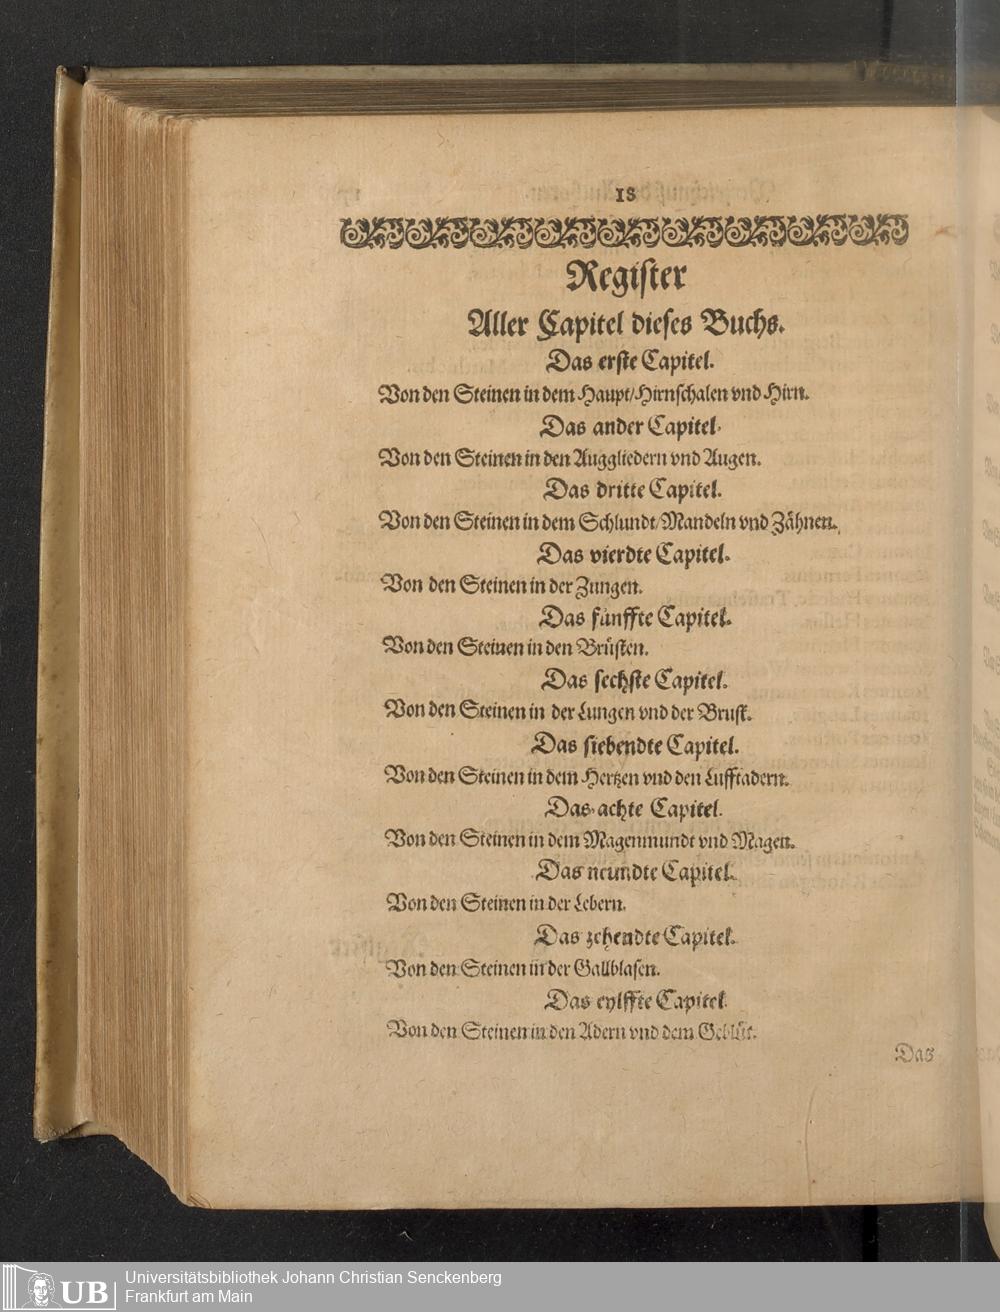 18
Register
Aller Capitel dieses Buchs.
Das erste Capitel.
Von den Steinen in dem Haupt/Hirnschalen vnd Hirn.
Das ander Capitel.
Von den Steinen in den Auggliedern vnd Augen.
Das dritte Capitel.
Von den Steinen in dem Schlundt/Mandeln vnd Zähnen.
Das vierdte Capitel.
Von den Steinen in der Zungen.
Das fünffte Capitel.
Von den Steinen in den Brüsten.
Das sechste Capitel.
Von den Steinen in der Lungen vnd der Brust.
Das siebendte Capitel.
Von den Steinen in dem Hertzen vnd den Lufftadern.
Das achte Capitel.
Von den Steinen in dem Magenmundt vnd Magen.
Das neundte Capitel.
Von den Steinen in der Lebern.
Das zehendte Capitel.
Von den Steinen in der Gallblasen.
Das eylffte Capitel.
Von den Steinen in den Adern vnd dem Geblüt.
Das
UB
Universitätsbibliothek Johann Christian Senckenberg
Frankfurt am Main